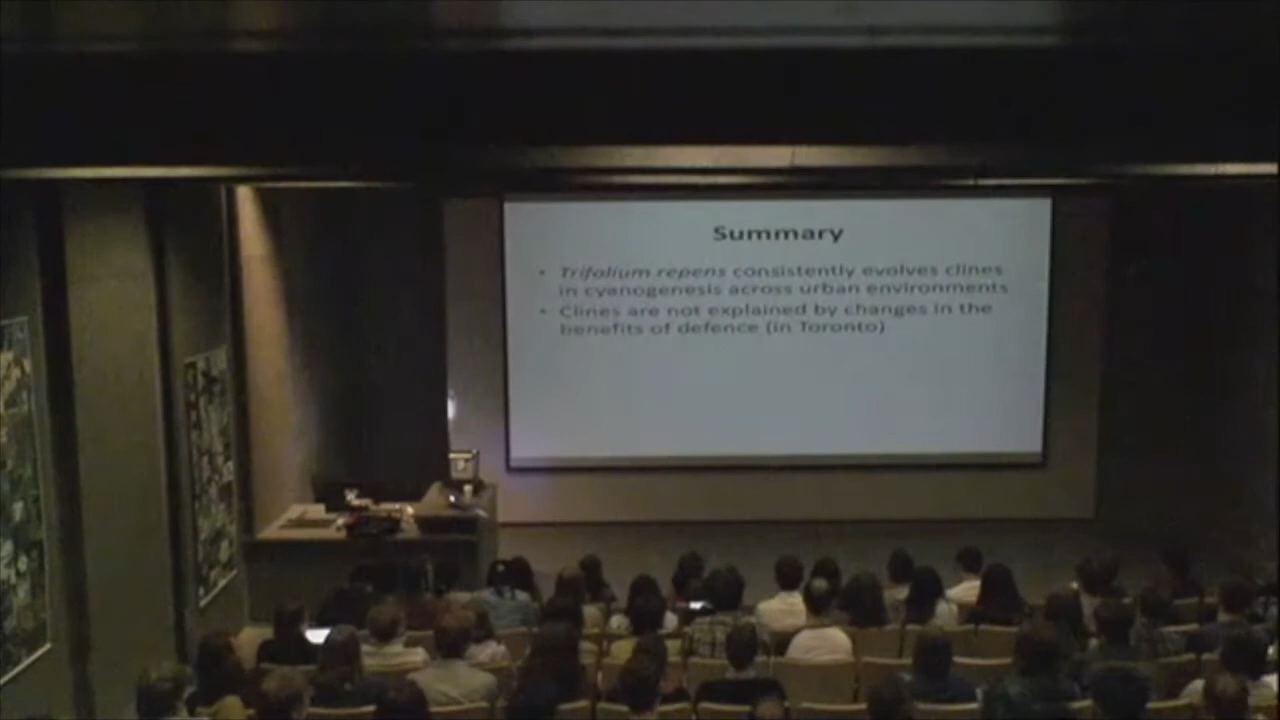 Summary
• Trifolium repens consistently evolves clines
in cyanogenesis across urban environments
• Clines are not explained by changes in the
benefits of defence (in Toronto)